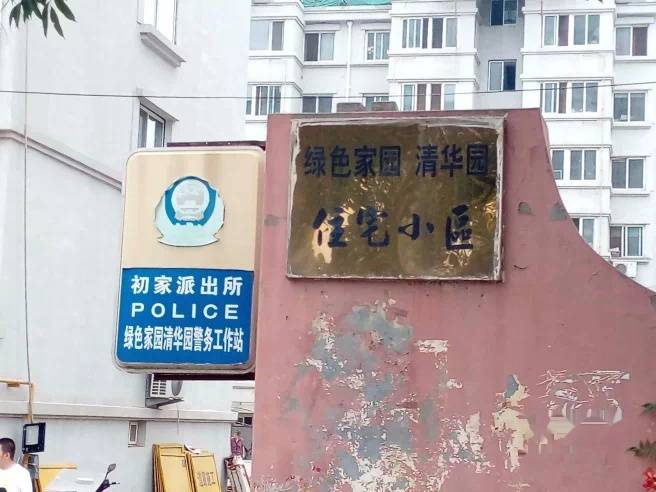 绿色家园 清华园
住宅小區
初家派出所
POLICE
绿色家园清华园警务工作站